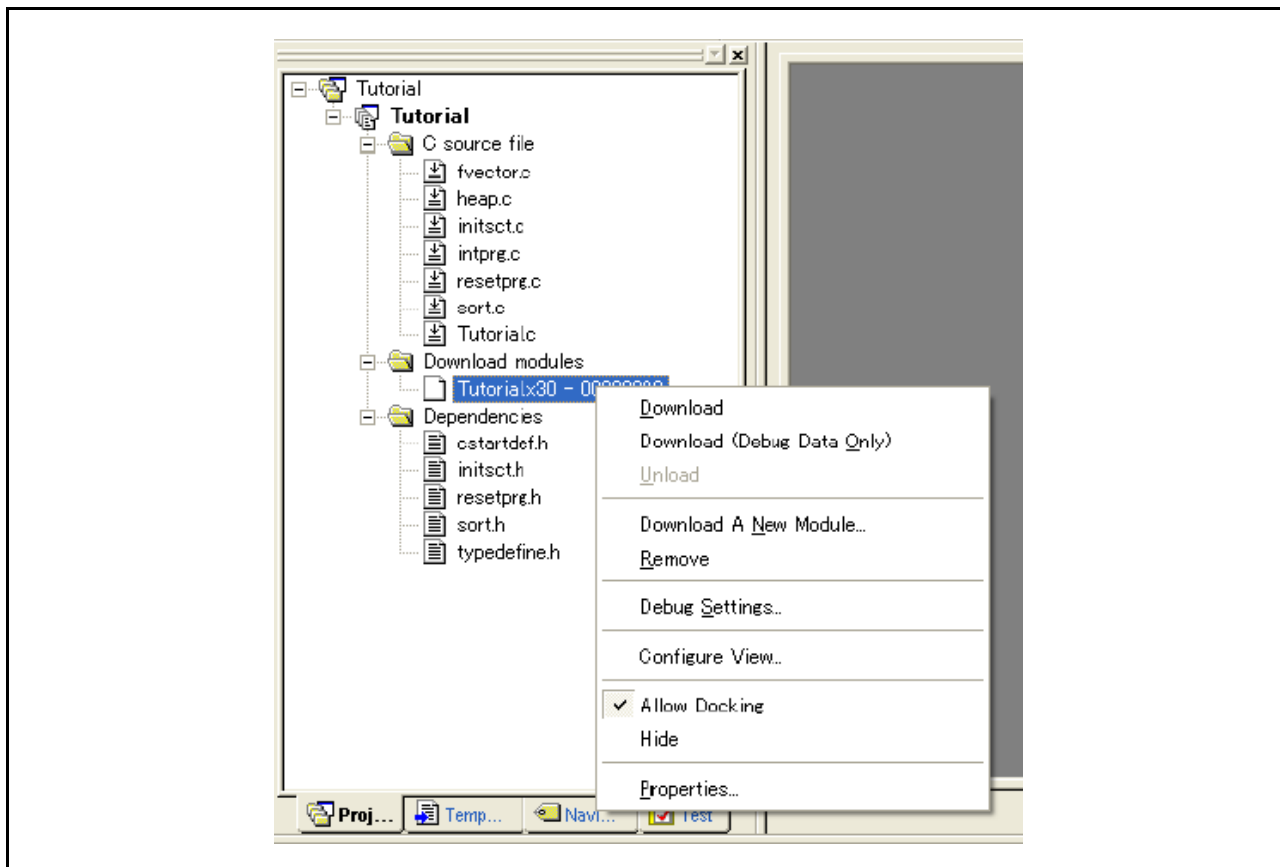 Tutorial
Tutorial
C source file
fvector.c
heap.c
initsct.c
intprg.c
resetprg.c
sort.c
Tutorial.c
Download modules
Tutorial.x30 - 00000000
Dependencies
cstartdef.h
initsct.h
resetprg.h
sort.h
typedefine.h
Download
Download (Debug Data Only)
Unload
Download A New Module...
Remove
Debug Settings...
Configure View...
Allow Docking
Hide
Properties...
Proj... Temp... Navi... Test